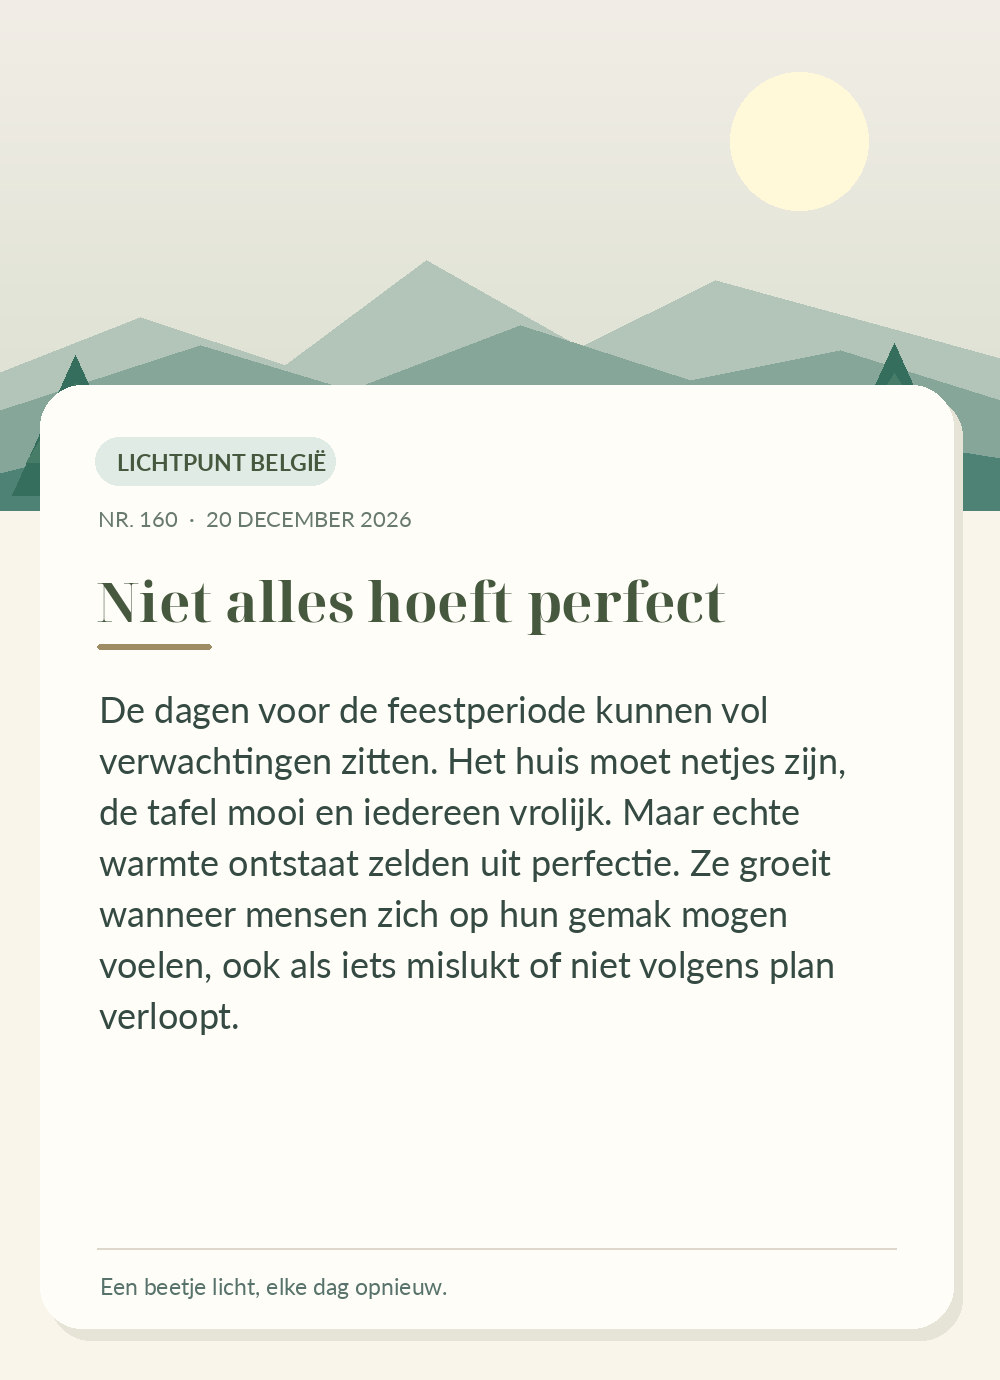 LICHTPUNT BELGIË
NR. 160 · 20 DECEMBER 2026
Niet alles hoeft perfect
De dagen voor de feestperiode kunnen vol
verwachtingen zitten. Het huis moet netjes zijn,
de tafel mooi en iedereen vrolijk. Maar echte
warmte ontstaat zelden uit perfectie. Ze groeit
wanneer mensen zich op hun gemak mogen
voelen, ook als iets mislukt of niet volgens plan
verloopt.
Een beetje licht, elke dag opnieuw.